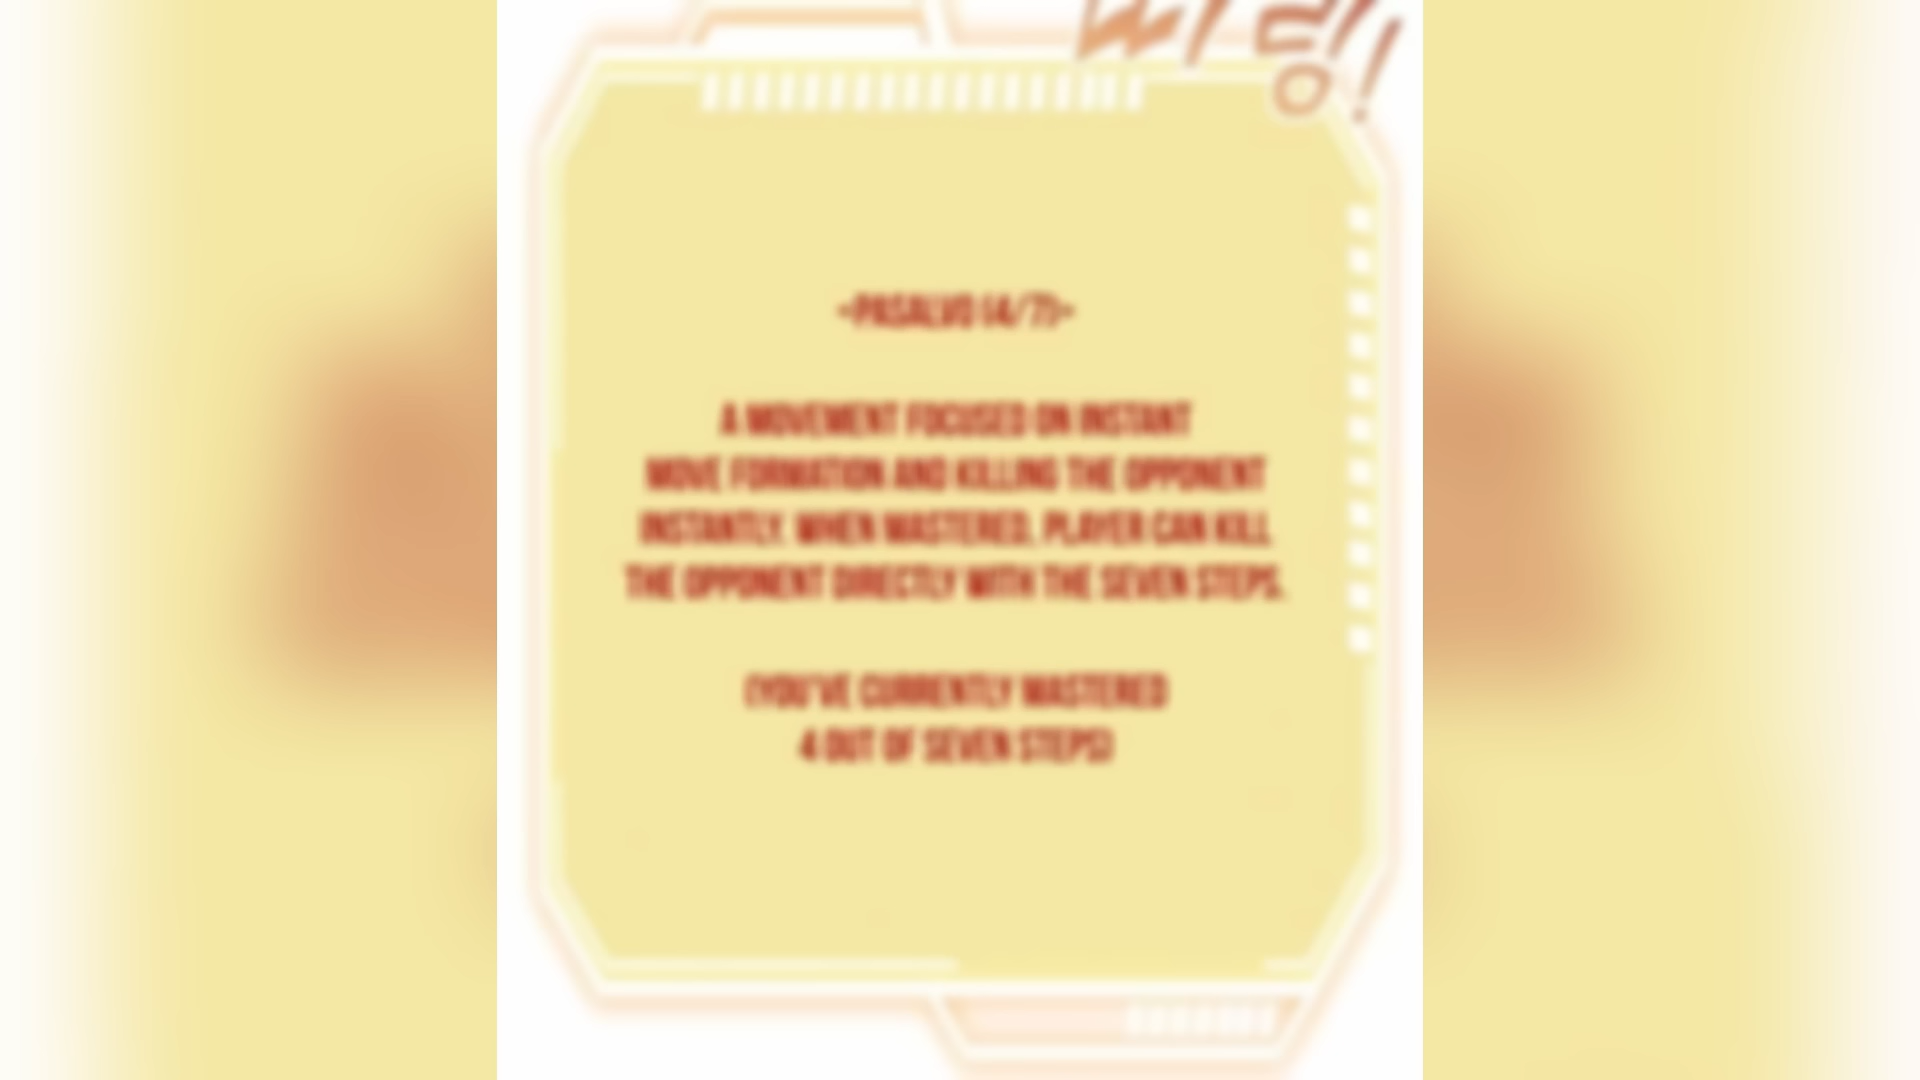 <PASALVO (4/7)>
A MOVEMENT FOCUSED ON INSTANT
MOVE FORMATION AND KILLING THE OPPONENT
INSTANTLY. WHEN MASTERED, PLAYER CAN KILL
THE OPPONENT DIRECTLY WITH THE SEVEN STEPS.
(YOU'VE CURRENTLY MASTERED
4 OUT OF SEVEN STEPS)